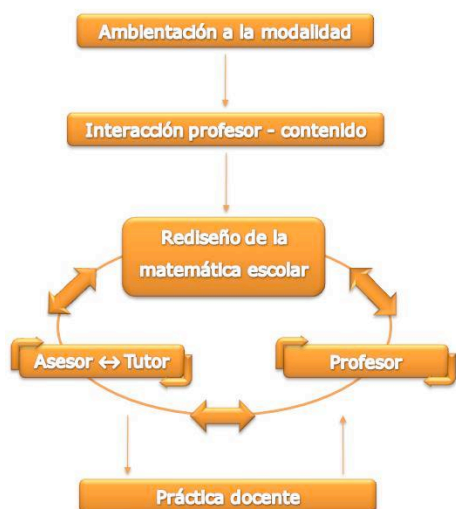 Ambientación a la modalidad
Interacción profesor - contenido
Rediseño de la
matemática escolar
Asesor ↔ Tutor
Profesor
Práctica docente